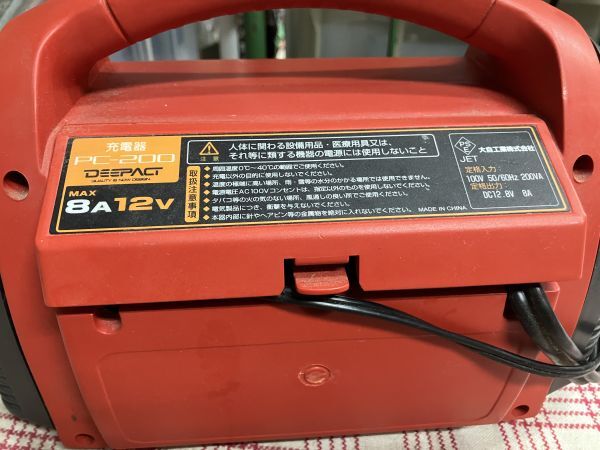 充電器
PC-200
DEEPACT
MAX
8A 12V
注意
人体に関わる設備用品・医療用具又は、
それ等に類する機器の電源には使用しないこと
取扱注意事項
・周囲温度0℃〜40℃の範囲でご使用ください。
・充電以外の目的に使用しないでください。
・湿度の極端に高い場所、雨・雪等の水分のかかる場所では使用できません。
・電源電圧AC100Vコンセントは、指定以外のものを使用しないでください。
・タバコ等の火の気のない場所、風通しの良い所でご使用ください。
・電気製品につき、衝撃を与えないでください。
・本器内部に針やヘアピン等の金属物を絶対に入れないでください。
MADE IN CHINA
PS
E
JET
大自工業株式会社
定格入力:
100V 50/60Hz 200VA
定格出力:
DC12.8V 8A